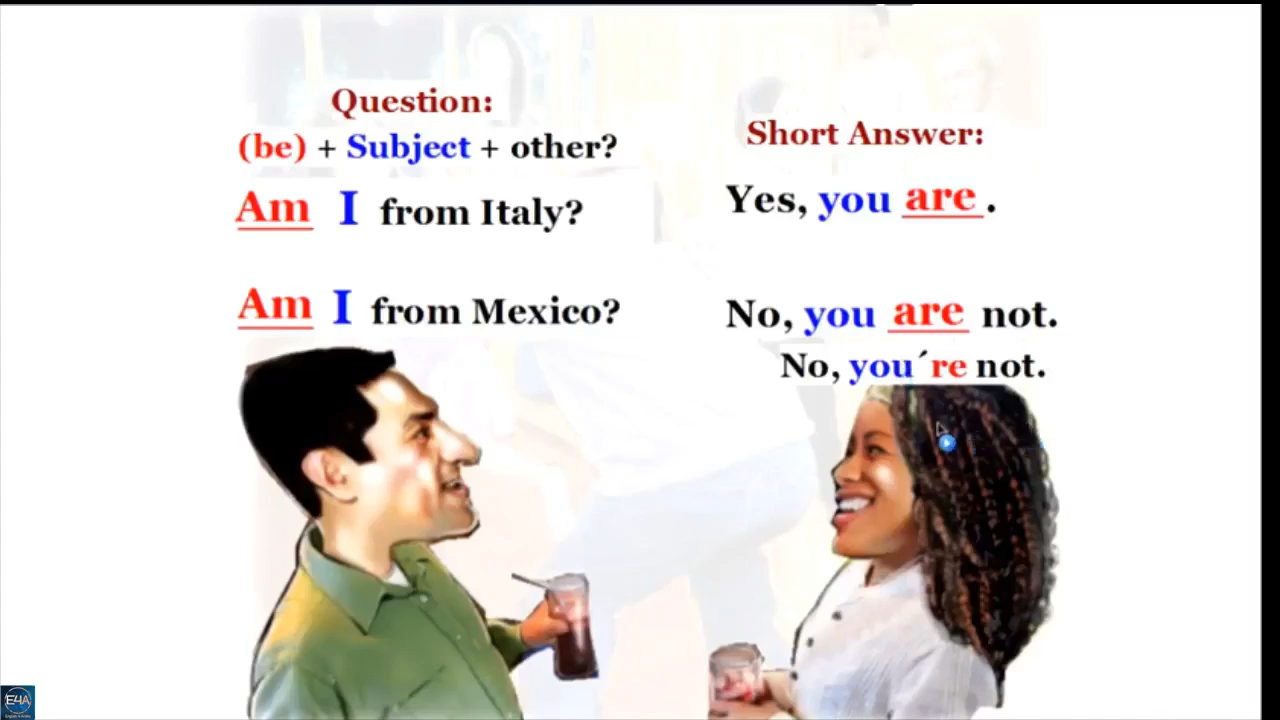 Question:
(be) + Subject + other?
Am I from Italy?
Am I from Mexico?
Short Answer:
Yes, you are.
No, you are not.
No, you´re not.
E4A